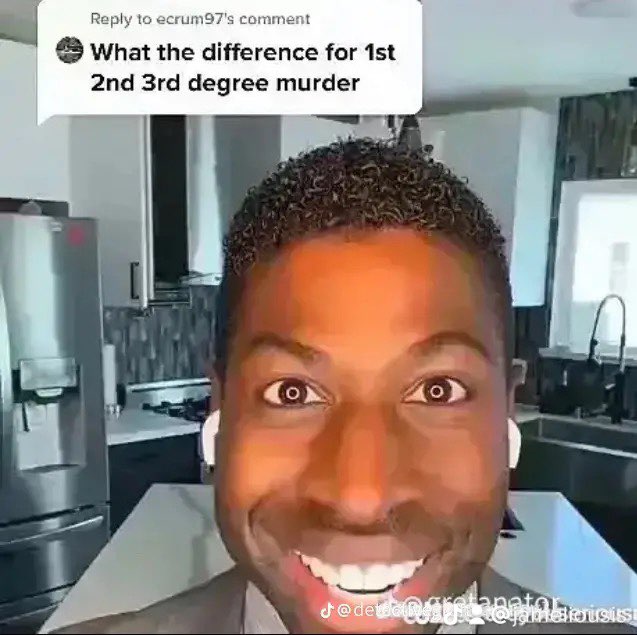 Reply to ecrum97's comment
What the difference for 1st
2nd 3rd degree murder